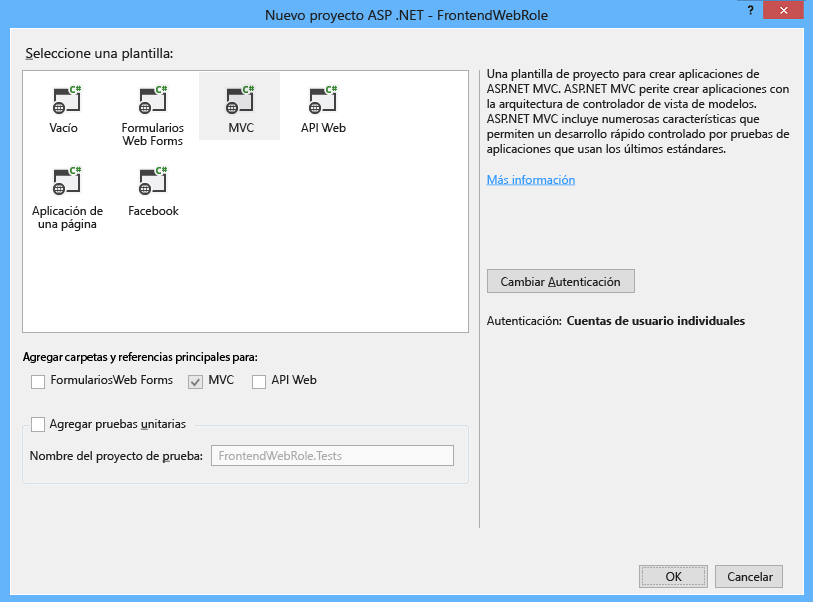 Nuevo proyecto ASP .NET - FrontendWebRole
?
Seleccione una plantilla:
C# C# C# C#
Vacío Formularios MVC API Web
Web Forms
C# C#
Aplicación de Facebook
una página
Una plantilla de proyecto para crear aplicaciones de
ASP.NET MVC. ASP.NET MVC perite crear aplicaciones con
la arquitectura de controlador de vista de modelos.
ASP.NET MVC incluye numerosas características que
permiten un desarrollo rápido controlado por pruebas de
aplicaciones que usan los últimos estándares.
Más información
Cambiar Autenticación
Autenticación: Cuentas de usuario individuales
Agregar carpetas y referencias principales para:
FormulariosWeb Forms MVC API Web
Agregar pruebas unitarias
Nombre del proyecto de prueba: FrontendWebRole.Tests
OK Cancelar